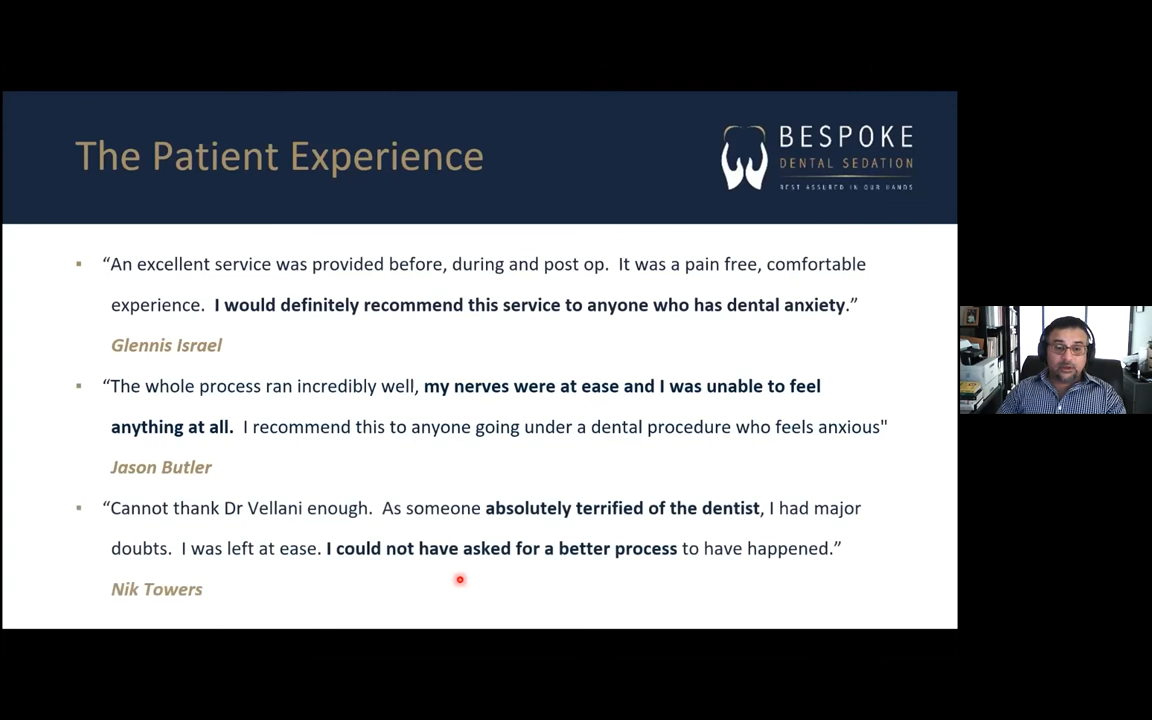 The Patient Experience
BESPOKE
DENTAL SEDATION
REST ASSURED IN OUR HANDS
▪ “An excellent service was provided before, during and post op. It was a pain free, comfortable
experience. I would definitely recommend this service to anyone who has dental anxiety.”
Glennis Israel
▪ “The whole process ran incredibly well, my nerves were at ease and I was unable to feel
anything at all. I recommend this to anyone going under a dental procedure who feels anxious"
Jason Butler
▪ “Cannot thank Dr Vellani enough. As someone absolutely terrified of the dentist, I had major
doubts. I was left at ease. I could not have asked for a better process to have happened.”
Nik Towers